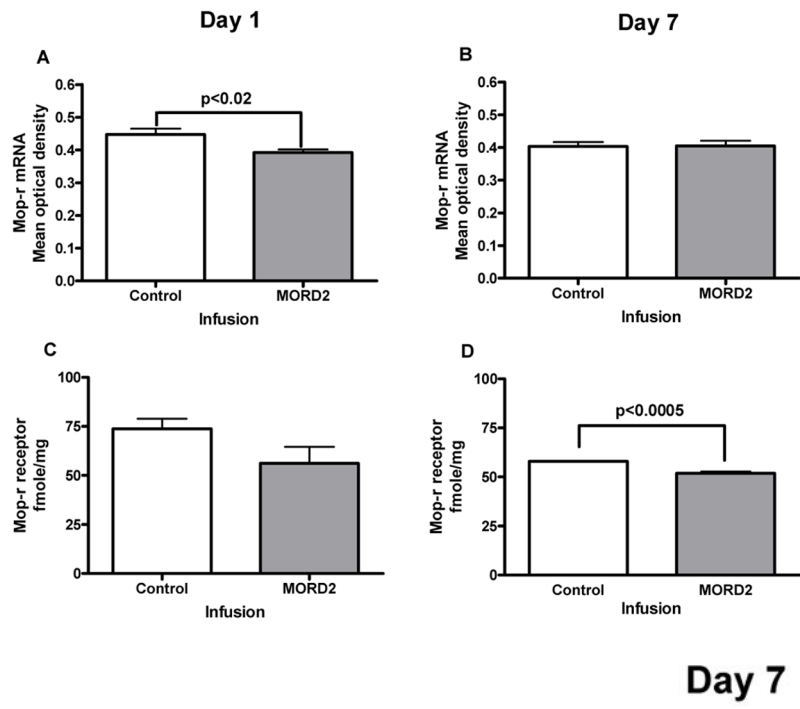 Day 1
Day 7
A
Mop-r mRNA
Mean optical density
0.6
0.5
0.4
0.3
0.2
0.1
0.0
p<0.02
Control
MORD2
Infusion
B
Mop-r mRNA
Mean optical density
0.6
0.5
0.4
0.3
0.2
0.1
0.0
Control
MORD2
Infusion
C
Mop-r receptor
fmole/mg
100
75
50
25
0
Control
MORD2
Infusion
D
Mop-r receptor
fmole/mg
100
75
50
25
0
p<0.0005
Control
MORD2
Infusion
Day 7